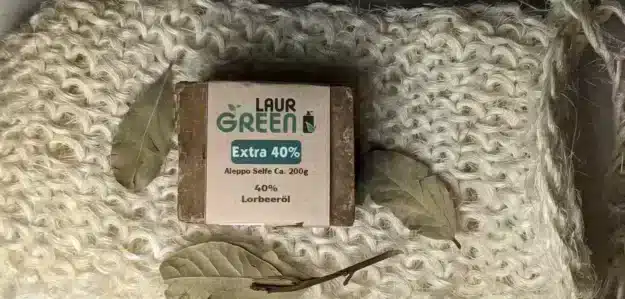 LAUR
GREEN
Extra 40%
Aleppo Seife Ca. 200g
40%
Lorbeeröl